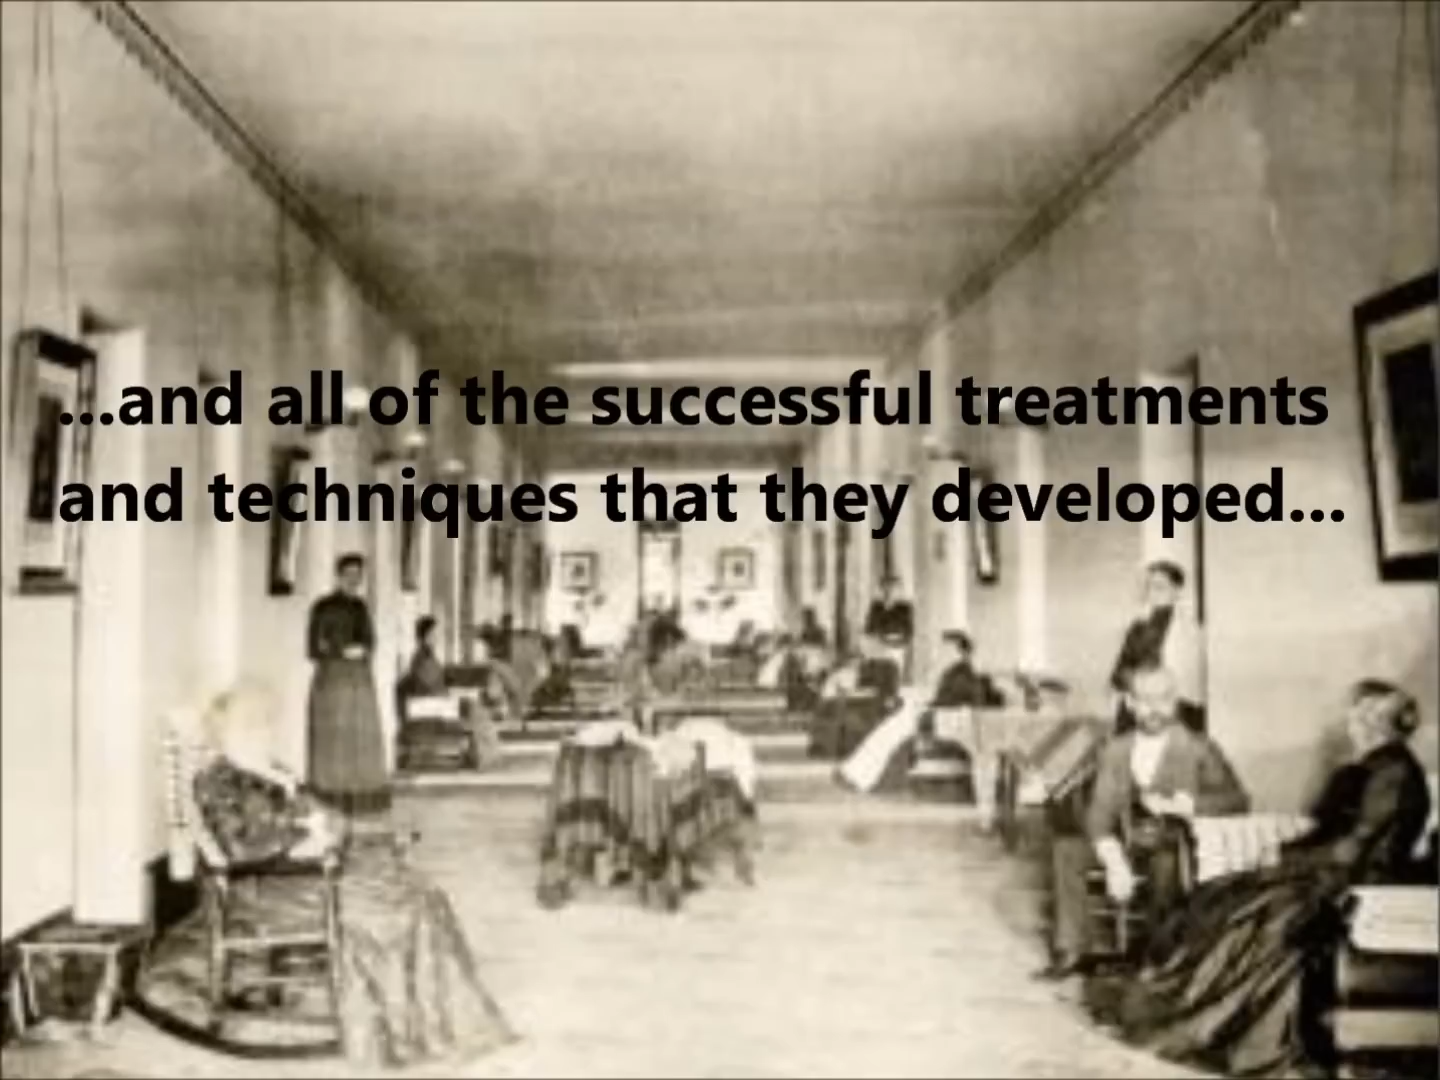 ...and all of the successful treatments
and techniques that they developed...